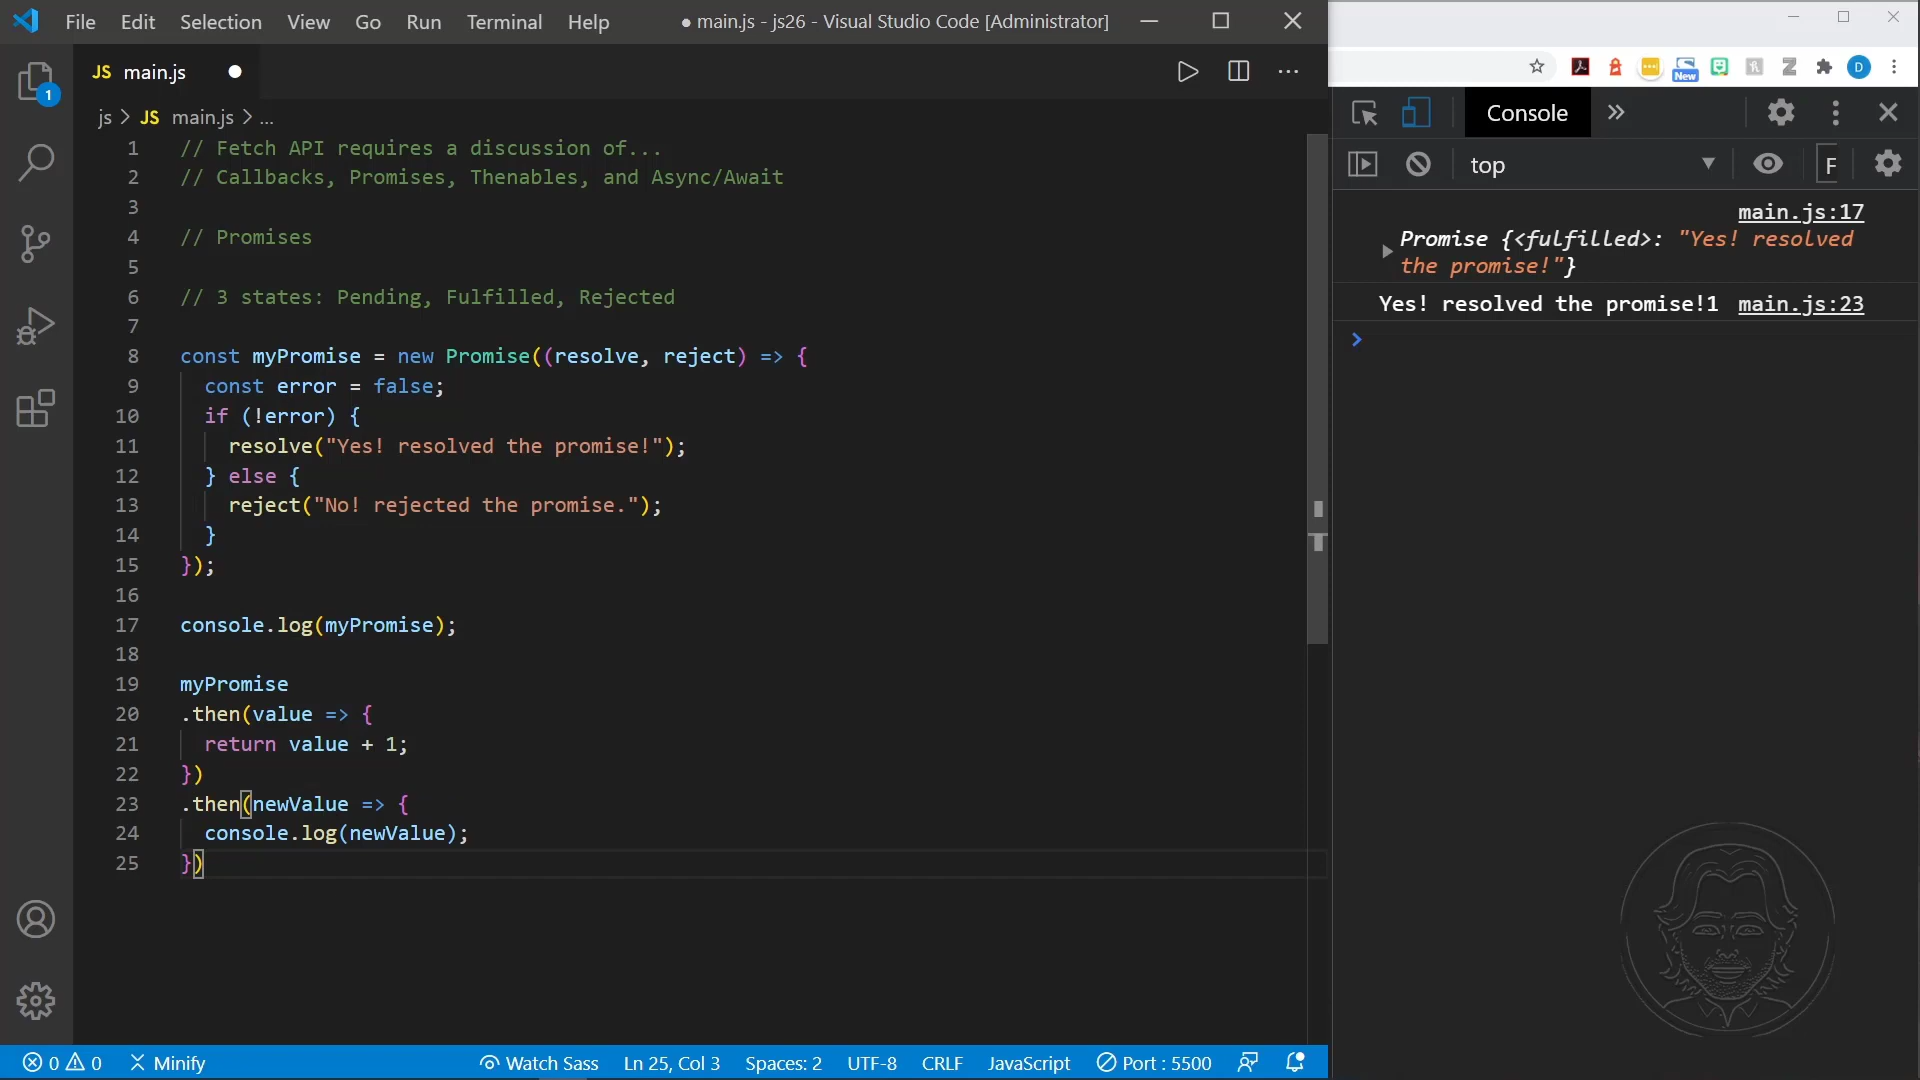 File Edit Selection View Go Run Terminal Help ● main.js - js26 - Visual Studio Code [Administrator]
JS main.js
1
js > JS main.js > ...
1 // Fetch API requires a discussion of...
2 // Callbacks, Promises, Thenables, and Async/Await
3
4 // Promises
5
6 // 3 states: Pending, Fulfilled, Rejected
7
8 const myPromise = new Promise((resolve, reject) => {
9 const error = false;
10 if (!error) {
11 resolve("Yes! resolved the promise!");
12 } else {
13 reject("No! rejected the promise.");
14 }
15 });
16
17 console.log(myPromise);
18
19 myPromise
20 .then(value => {
21 return value + 1;
22 })
23 .then(newValue => {
24 console.log(newValue);
25 })
0 0 Minify Watch Sass Ln 25, Col 3 Spaces: 2 UTF-8 CRLF JavaScript Port : 5500
New D
Console
top F
main.js:17
Promise {<fulfilled>: "Yes! resolved
the promise!"}
Yes! resolved the promise!1 main.js:23